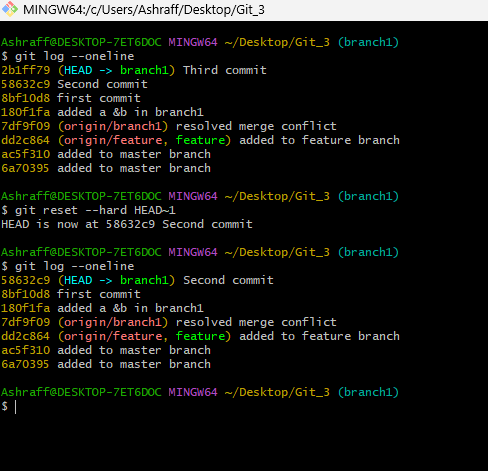 MINGW64:/c/Users/Ashraff/Desktop/Git_3
Ashraff@DESKTOP-7ET6DOC MINGW64 ~/Desktop/Git_3 (branch1)
$ git log --oneline
2b1ff79 (HEAD -> branch1) Third commit
58632c9 Second commit
8bf10d8 first commit
180f1fa added a &b in branch1
7df9f09 (origin/branch1) resolved merge conflict
dd2c864 (origin/feature, feature) added to feature branch
ac5f310 added to master branch
6a70395 added to master branch
Ashraff@DESKTOP-7ET6DOC MINGW64 ~/Desktop/Git_3 (branch1)
$ git reset --hard HEAD~1
HEAD is now at 58632c9 Second commit
Ashraff@DESKTOP-7ET6DOC MINGW64 ~/Desktop/Git_3 (branch1)
$ git log --oneline
58632c9 (HEAD -> branch1) Second commit
8bf10d8 first commit
180f1fa added a &b in branch1
7df9f09 (origin/branch1) resolved merge conflict
dd2c864 (origin/feature, feature) added to feature branch
ac5f310 added to master branch
6a70395 added to master branch
Ashraff@DESKTOP-7ET6DOC MINGW64 ~/Desktop/Git_3 (branch1)
$